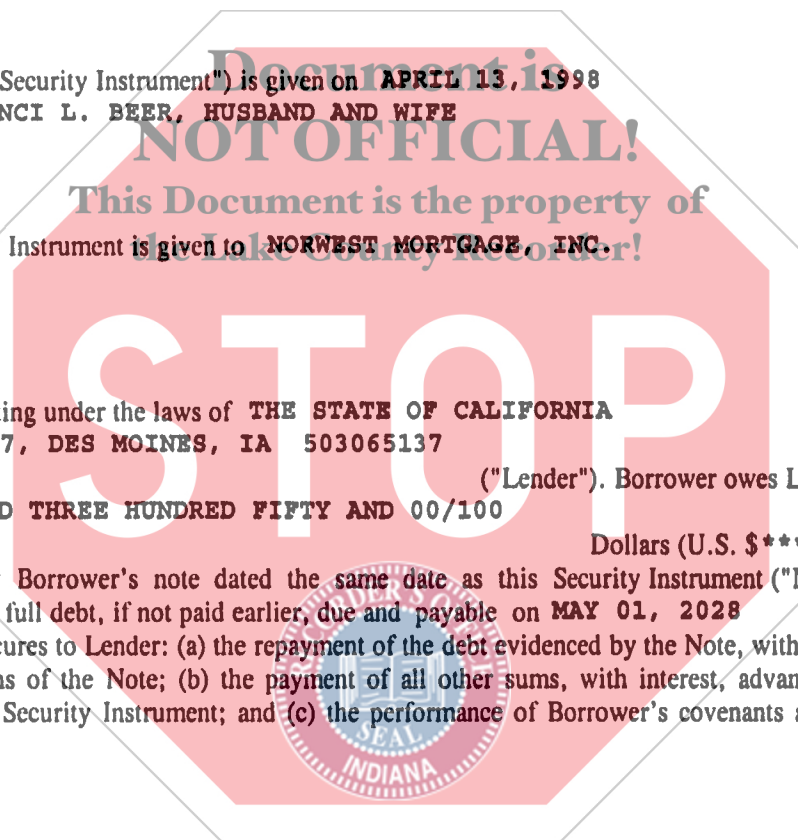 Document is
Security Instrument") is given on APRIL 13, 1998
NCI L. BEER, HUSBAND AND WIFE
NOT OFFICIAL!
This Document is the property of
Instrument is given to NORWEST MORTGAGE, INC.
the Lake County Recorder!
STOP
ing under the laws of THE STATE OF CALIFORNIA
7, DES MOINES, IA 503065137
("Lender"). Borrower owes L
D THREE HUNDRED FIFTY AND 00/100
Dollars (U.S. $***
Borrower's note dated the same date as this Security Instrument ("N
full debt, if not paid earlier, due and payable on MAY 01, 2028
cures to Lender: (a) the repayment of the debt evidenced by the Note, with
ns of the Note; (b) the payment of all other sums, with interest, advan
Security Instrument; and (c) the performance of Borrower's covenants a
RECORDER'S OFFICE
SEAL
INDIANA